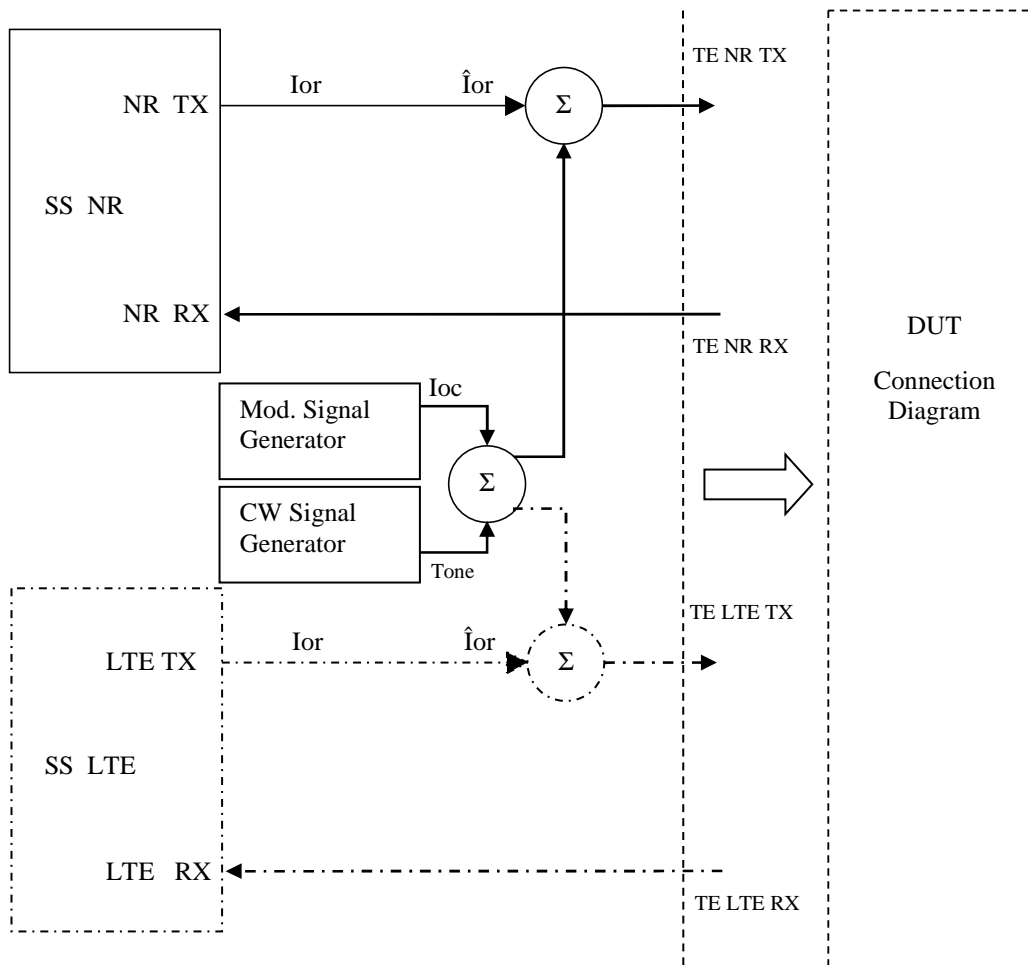 TE NR TX
Ior
Îor
NR TX
Σ
SS NR
NR RX
TE NR RX
DUT
Connection
Diagram
Ioc
Mod. Signal
Generator
Σ
CW Signal
Generator
Tone
TE LTE TX
Ior
Îor
LTE TX
Σ
SS LTE
LTE RX
TE LTE RX